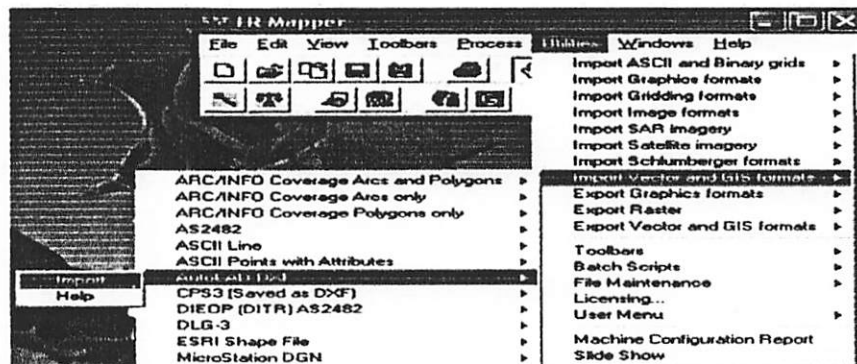 ER Mapper
File Edit View Toolbars Process Utilities Windows Help
Import ASCII and Binary grids
Import Graphics formats
Import Gridding formats
Import Image formats
Import SAR imagery
Import Satellite imagery
Import Schlumberger formats
Import Vector and GIS formats
Export Graphics formats
Export Raster
Export Vector and GIS formats
Toolbars
Batch Scripts
File Maintenance
Licensing...
User Menu
Machine Configuration Report
Slide Show
ARC/INFO Coverage Arcs and Polygons
ARC/INFO Coverage Arcs only
ARC/INFO Coverage Polygons only
AS2482
ASCII Line
ASCII Points with Attributes
AutoCAD DXF
CPS3 (Saved as DXF)
DIEOP (DITR) AS2482
DLG-3
ESRI Shape File
MicroStation DGN
Import
Help